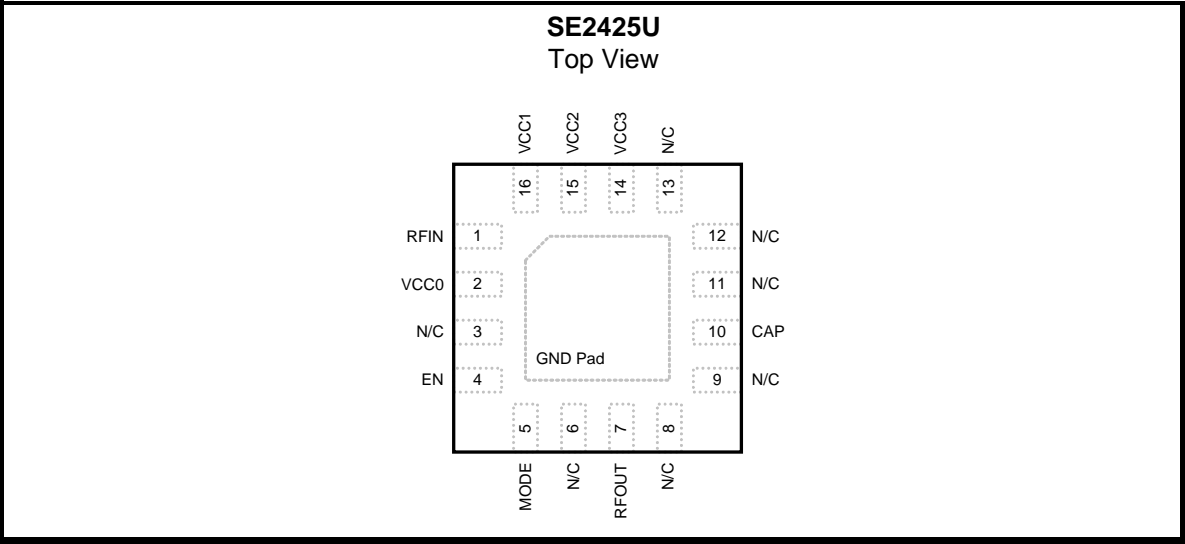 SE2425U
Top View
VCC1
VCC2
VCC3
N/C
16
15
14
13
RFIN 1
12 N/C
VCC0 2
11 N/C
N/C 3
10 CAP
EN 4
9 N/C
GND Pad
5
6
7
8
MODE
N/C
RFOUT
N/C